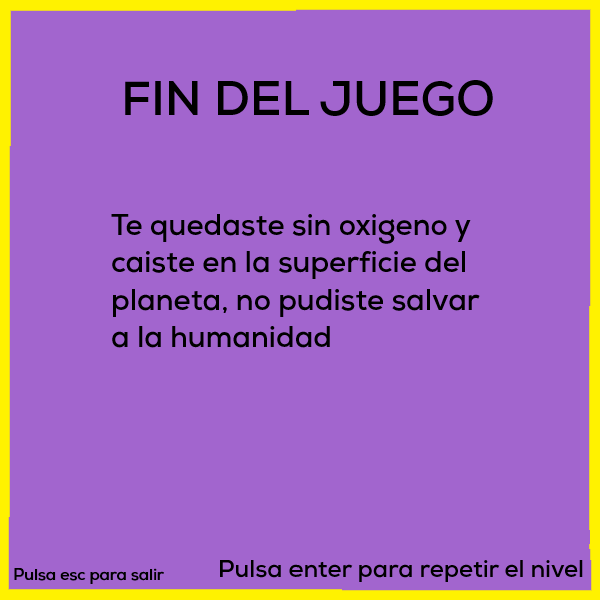 FIN DEL JUEGO
Te quedaste sin oxigeno y
caiste en la superficie del
planeta, no pudiste salvar
a la humanidad
Pulsa esc para salir
Pulsa enter para repetir el nivel